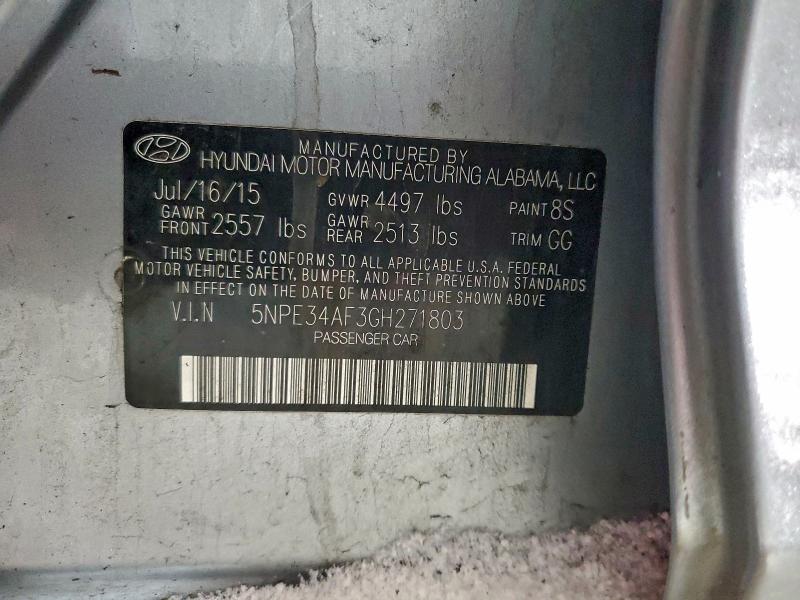 MANUFACTURED BY
HYUNDAI MOTOR MANUFACTURING ALABAMA, LLC
Jul/16/15 GVWR 4497 lbs PAINT 8S
GAWR FRONT 2557 lbs GAWR REAR 2513 lbs TRIM GG
THIS VEHICLE CONFORMS TO ALL APPLICABLE U.S.A. FEDERAL
MOTOR VEHICLE SAFETY, BUMPER, AND THEFT PREVENTION STANDARDS
IN EFFECT ON THE DATE OF MANUFACTURE SHOWN ABOVE
V.I.N 5NPE34AF3GH271803
PASSENGER CAR